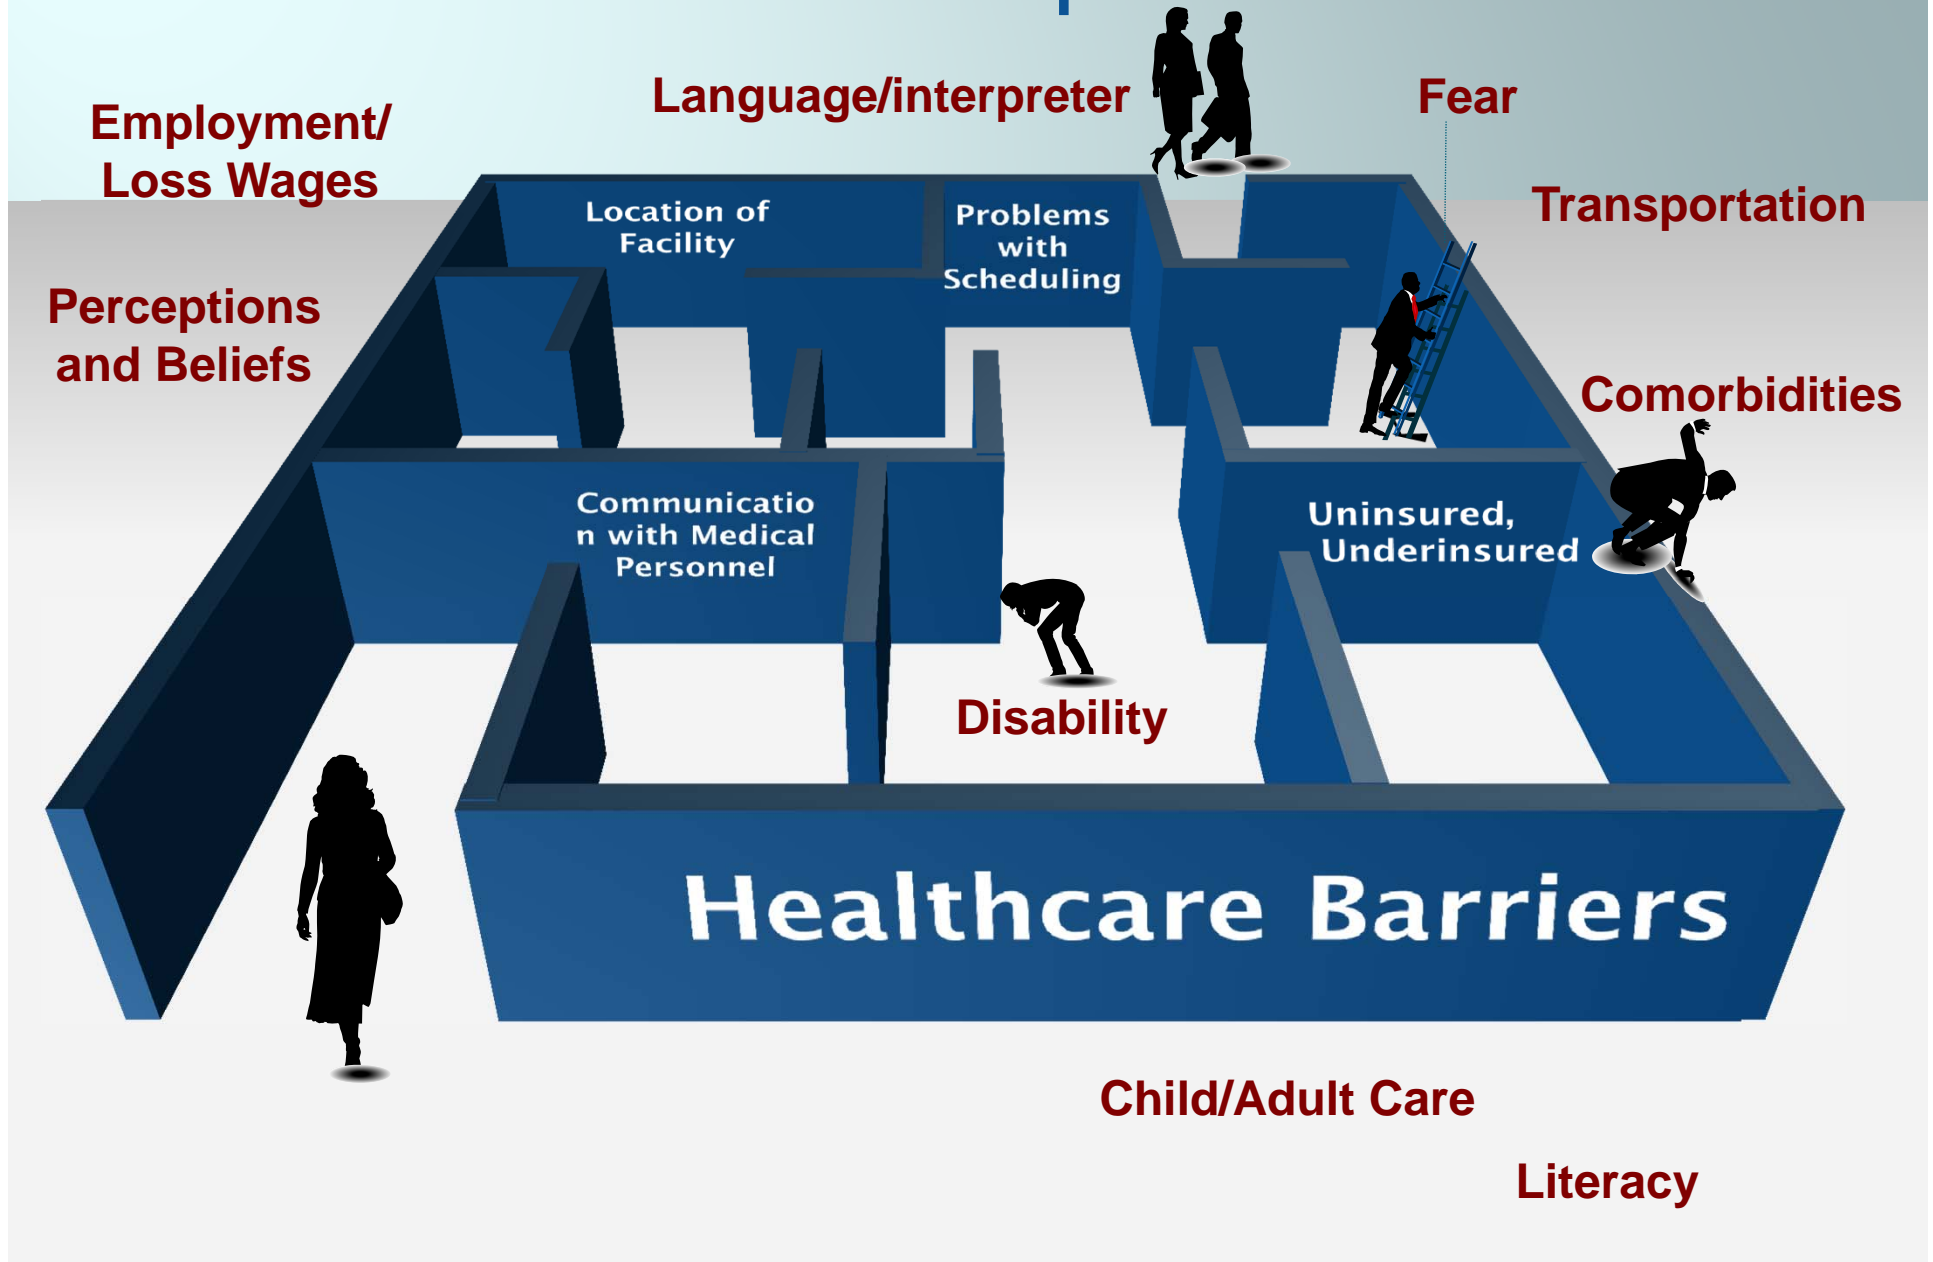 Language/interpreter
Fear
Employment/
Loss Wages
Transportation
Location of
Facility
Problems
with
Scheduling
Perceptions
and Beliefs
Comorbidities
Communicatio
n with Medical
Personnel
Uninsured,
Underinsured
Disability
Healthcare Barriers
Child/Adult Care
Literacy